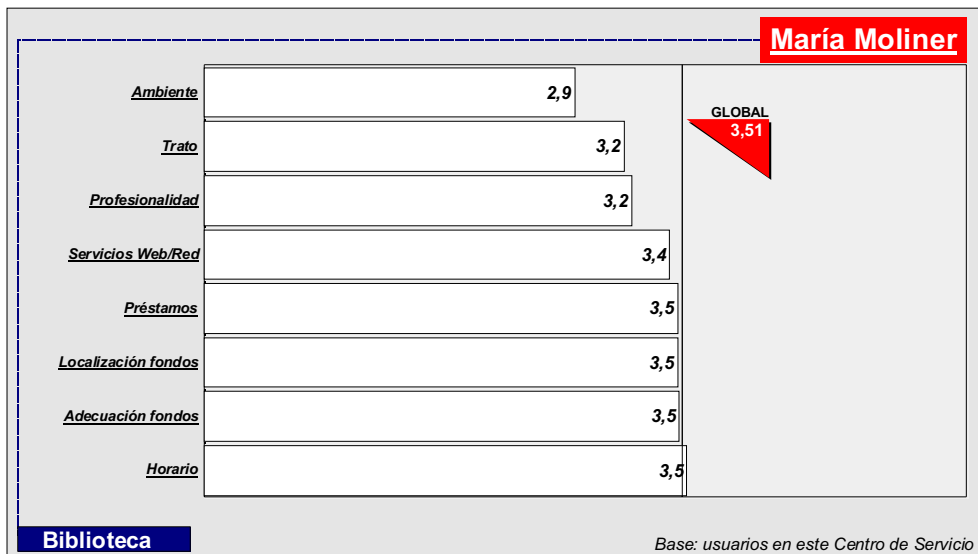 María Moliner
Ambiente 2,9
GLOBAL
3,51
Trato 3,2
Profesionalidad 3,2
Servicios Web/Red 3,4
Préstamos 3,5
Localización fondos 3,5
Adecuación fondos 3,5
Horario 3,5
Biblioteca
Base: usuarios en este Centro de Servicio